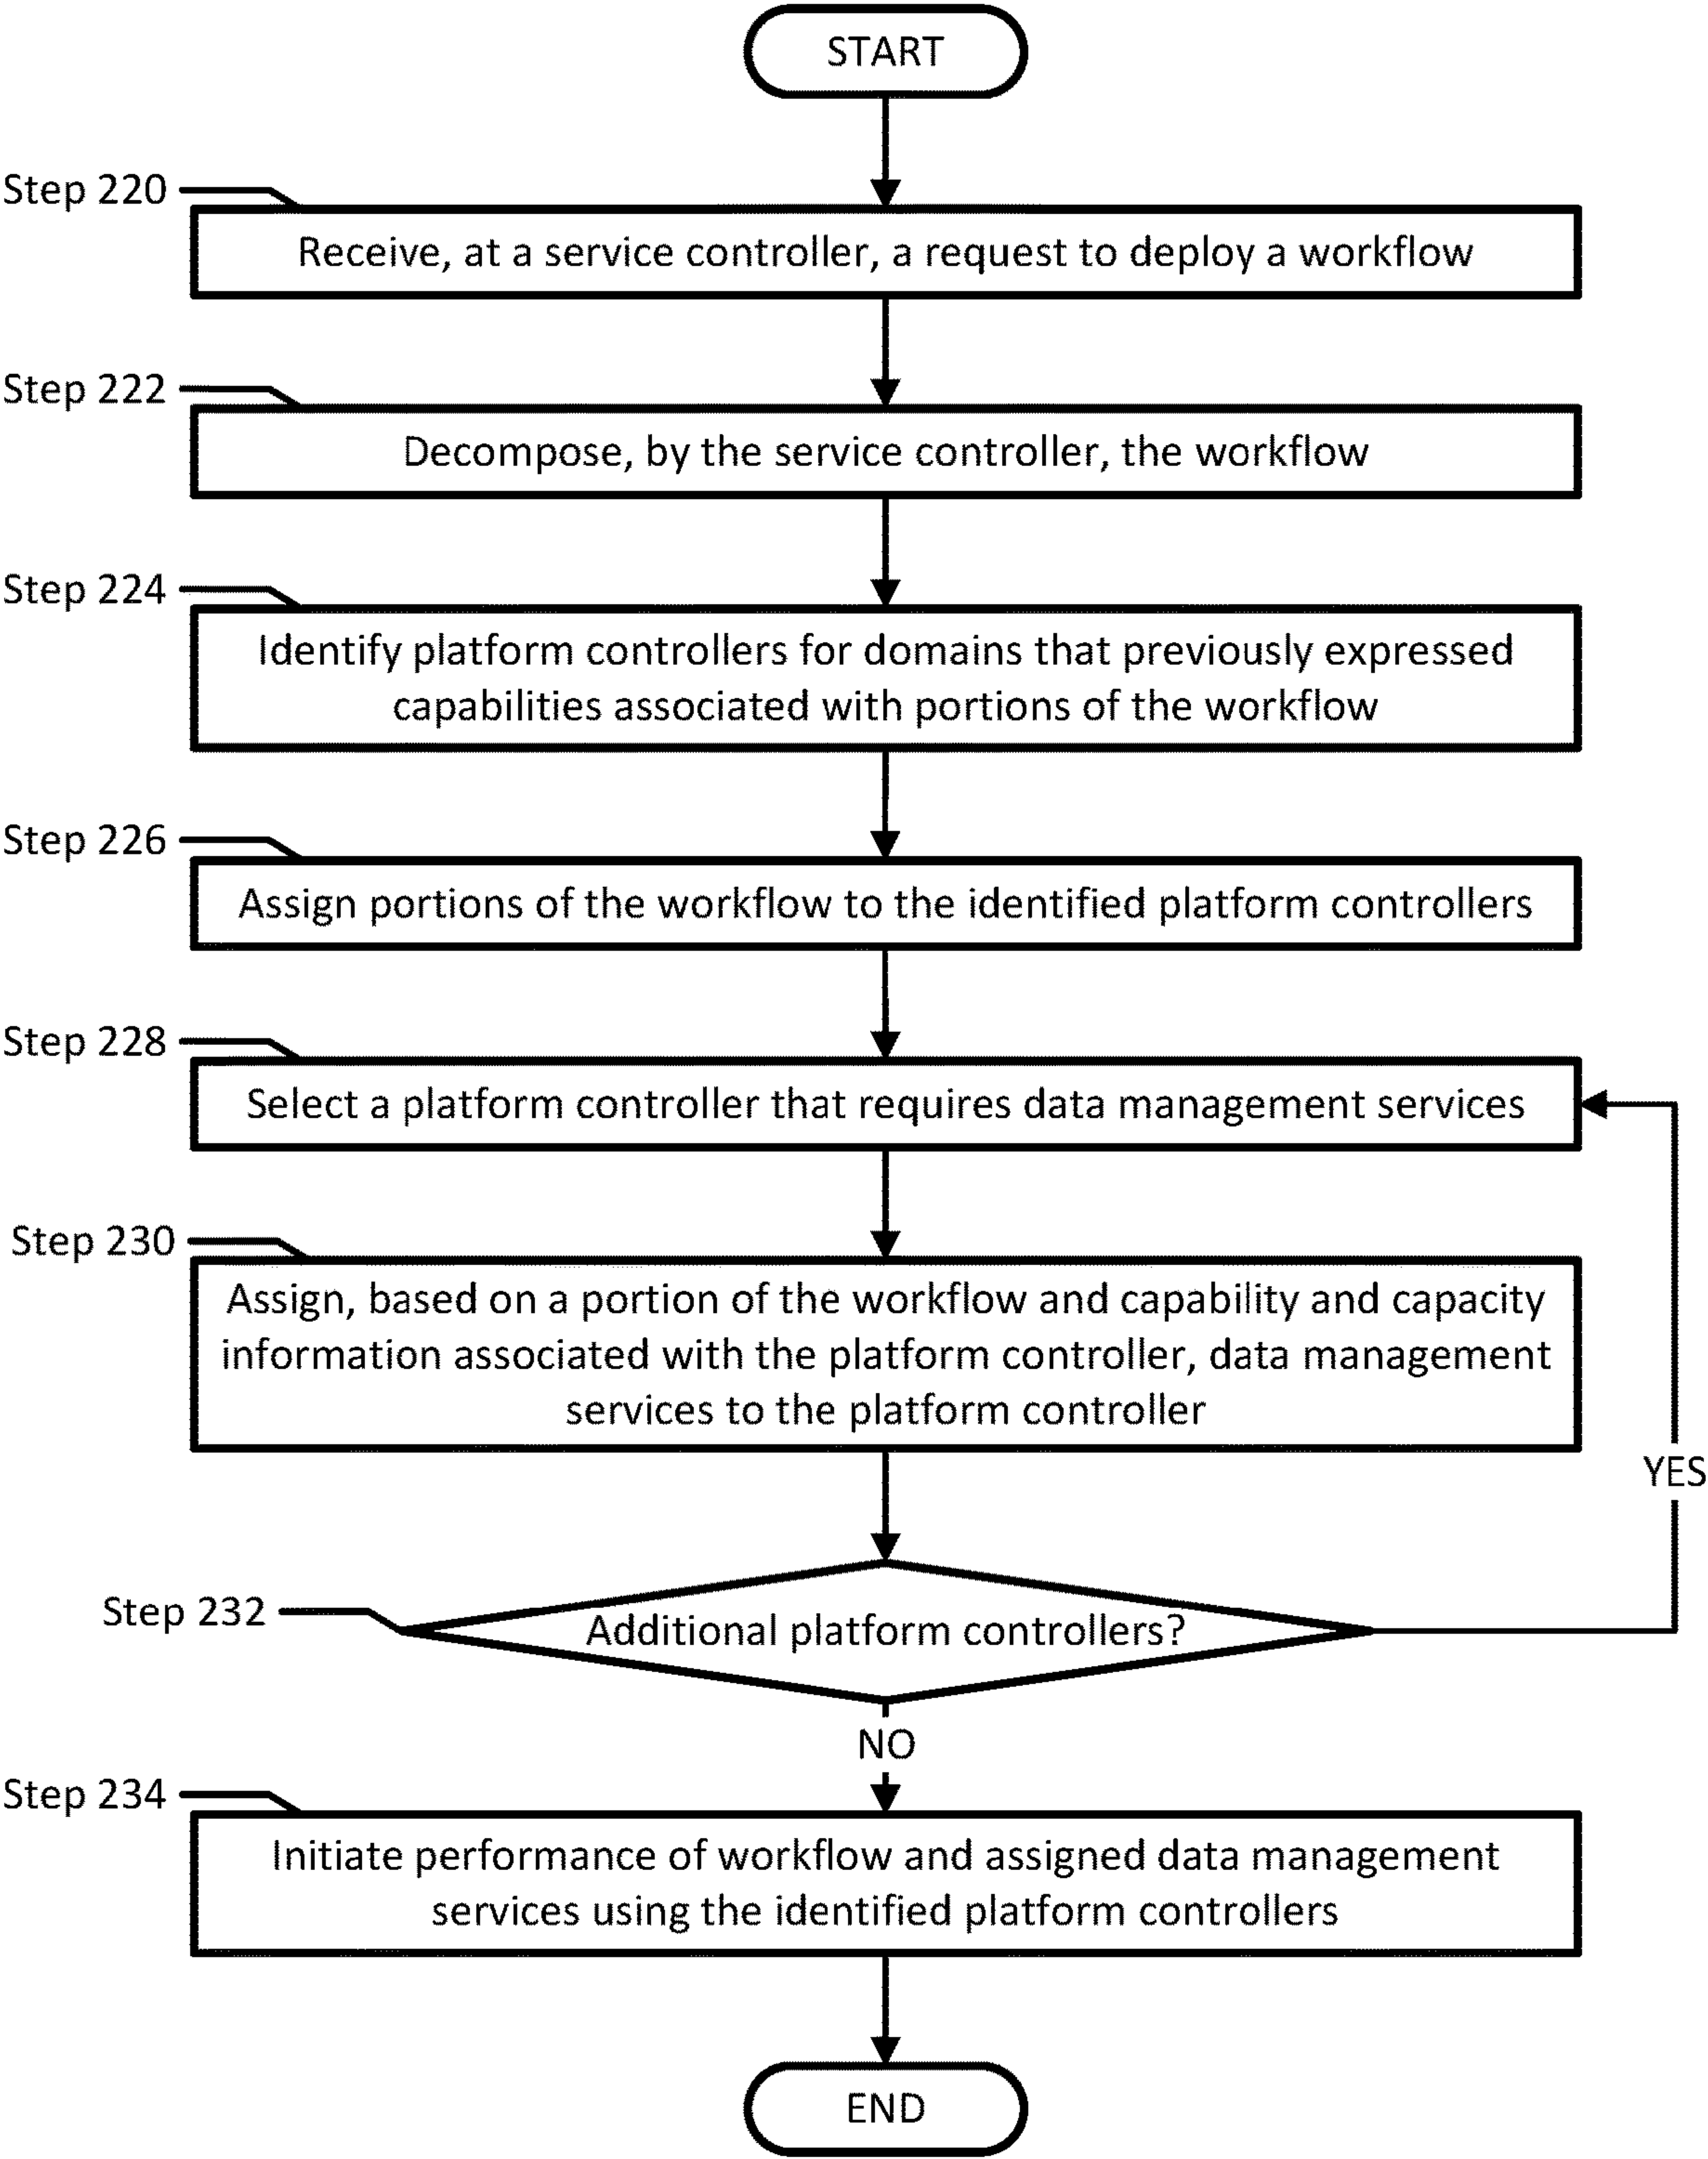 START
Step 220
Receive, at a service controller, a request to deploy a workflow
Step 222
Decompose, by the service controller, the workflow
Step 224
Identify platform controllers for domains that previously expressed
capabilities associated with portions of the workflow
Step 226
Assign portions of the workflow to the identified platform controllers
Step 228
Select a platform controller that requires data management services
Step 230
Assign, based on a portion of the workflow and capability and capacity
information associated with the platform controller, data management
services to the platform controller
YES
Step 232
Additional platform controllers?
NO
Step 234
Initiate performance of workflow and assigned data management
services using the identified platform controllers
END